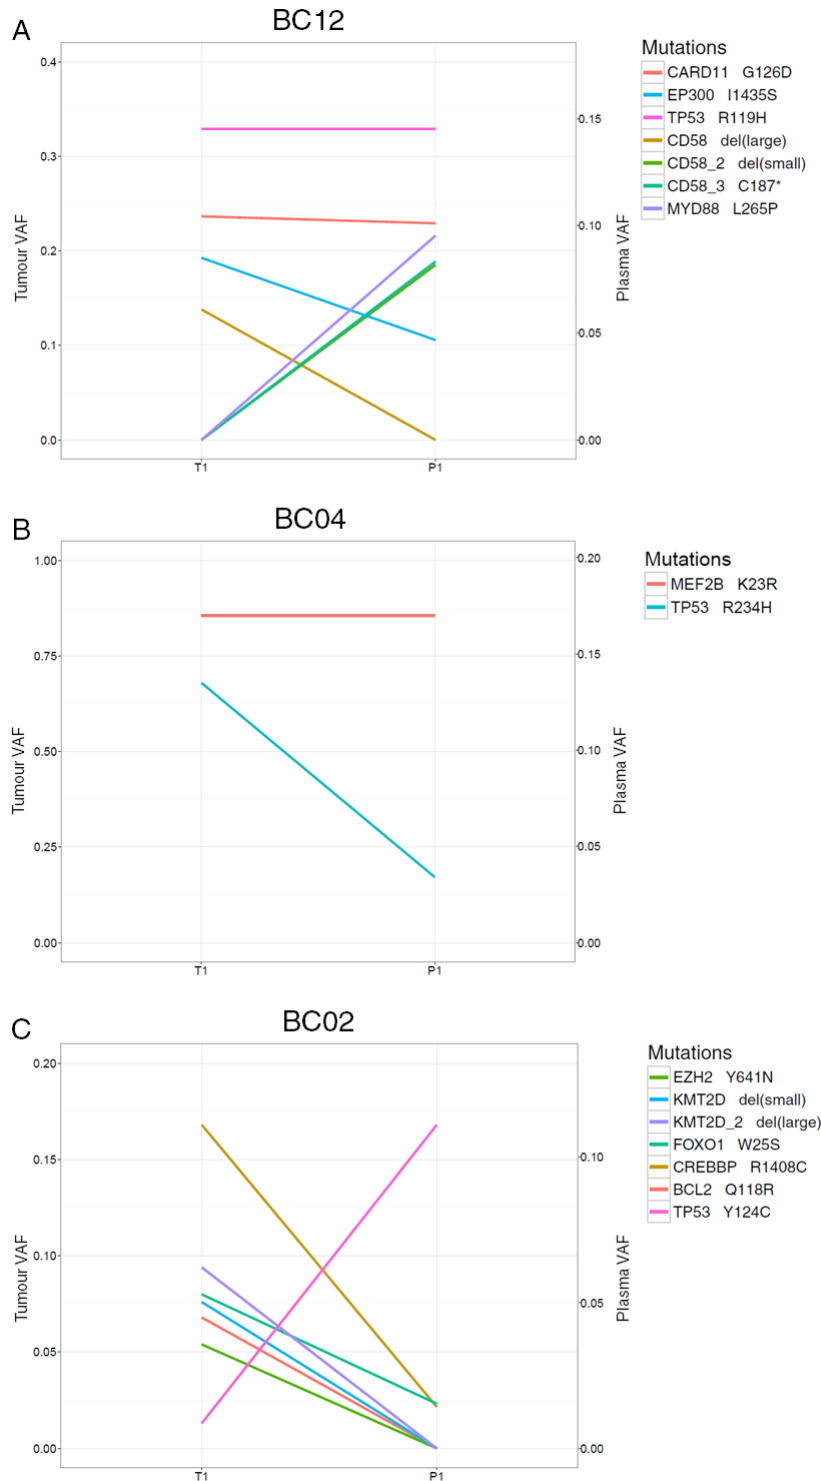 A
BC12
0.4
0.3
0.2
0.1
0.0
Tumour VAF
T1
P1
0.15
0.10
0.05
0.00
Plasma VAF
Mutations
CARD11 G126D
EP300 I1435S
TP53 R119H
CD58 del(large)
CD58_2 del(small)
CD58_3 C187*
MYD88 L265P
B
BC04
1.00
0.75
0.50
0.25
0.00
Tumour VAF
T1
P1
0.20
0.15
0.10
0.05
0.00
Plasma VAF
Mutations
MEF2B K23R
TP53 R234H
C
BC02
0.20
0.15
0.10
0.05
0.00
Tumour VAF
T1
P1
0.10
0.05
0.00
Plasma VAF
Mutations
EZH2 Y641N
KMT2D del(small)
KMT2D_2 del(large)
FOXO1 W25S
CREBBP R1408C
BCL2 Q118R
TP53 Y124C